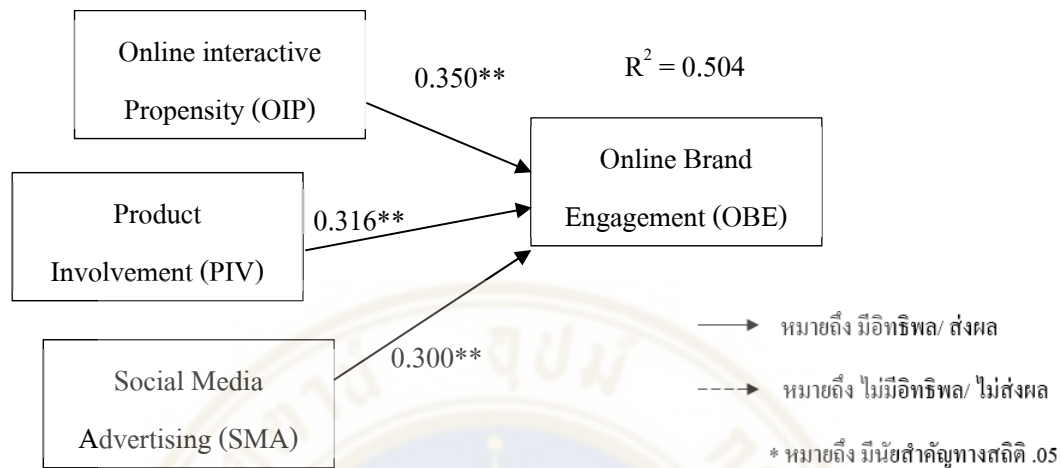 Online interactive
Propensity (OIP)
0.350**
R² = 0.504
Online Brand
Engagement (OBE)
Product
Involvement (PIV)
0.316**
Social Media
Advertising (SMA)
0.300**
หมายถึง มีอิทธิพล/ ส่งผล
หมายถึง ไม่มีอิทธิพล/ ไม่ส่งผล
* หมายถึง มีนัยสำคัญทางสถิติ .05